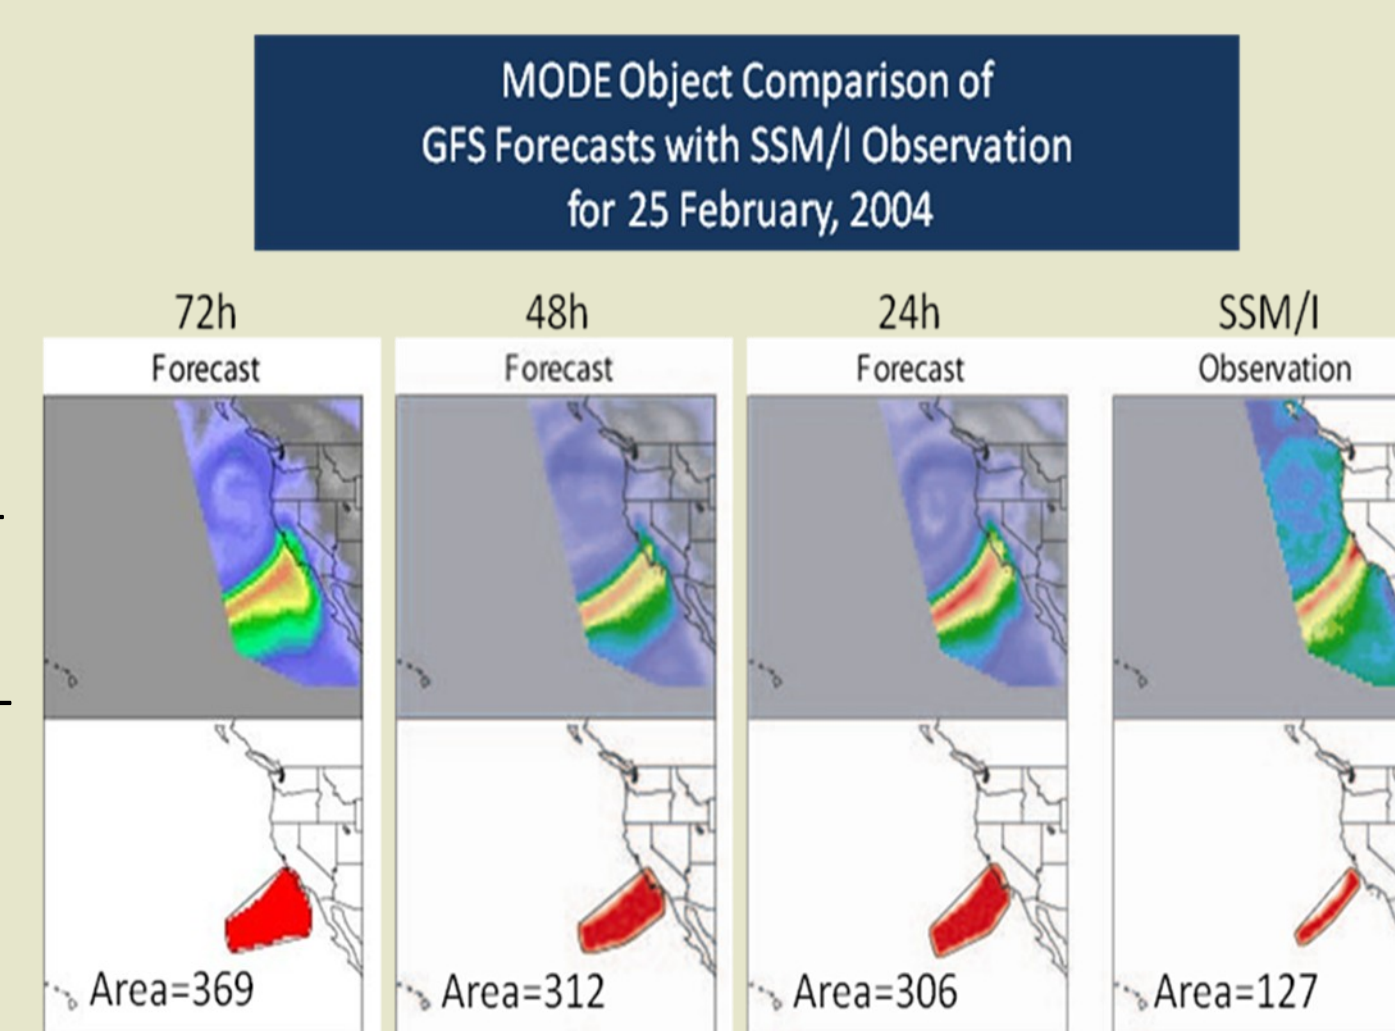 MODE Object Comparison of
GFS Forecasts with SSM/I Observation
for 25 February, 2004
72h
48h
24h
SSM/I
Forecast
Forecast
Forecast
Observation
Area=369
Area=312
Area=306
Area=127